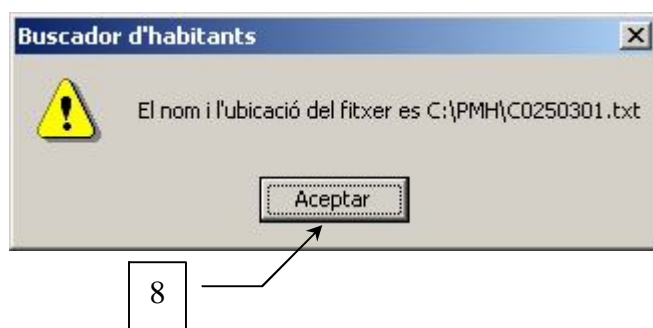 Buscador d'habitants
El nom i l'ubicació del fitxer es C:\PMH\C0250301.txt
Aceptar
8